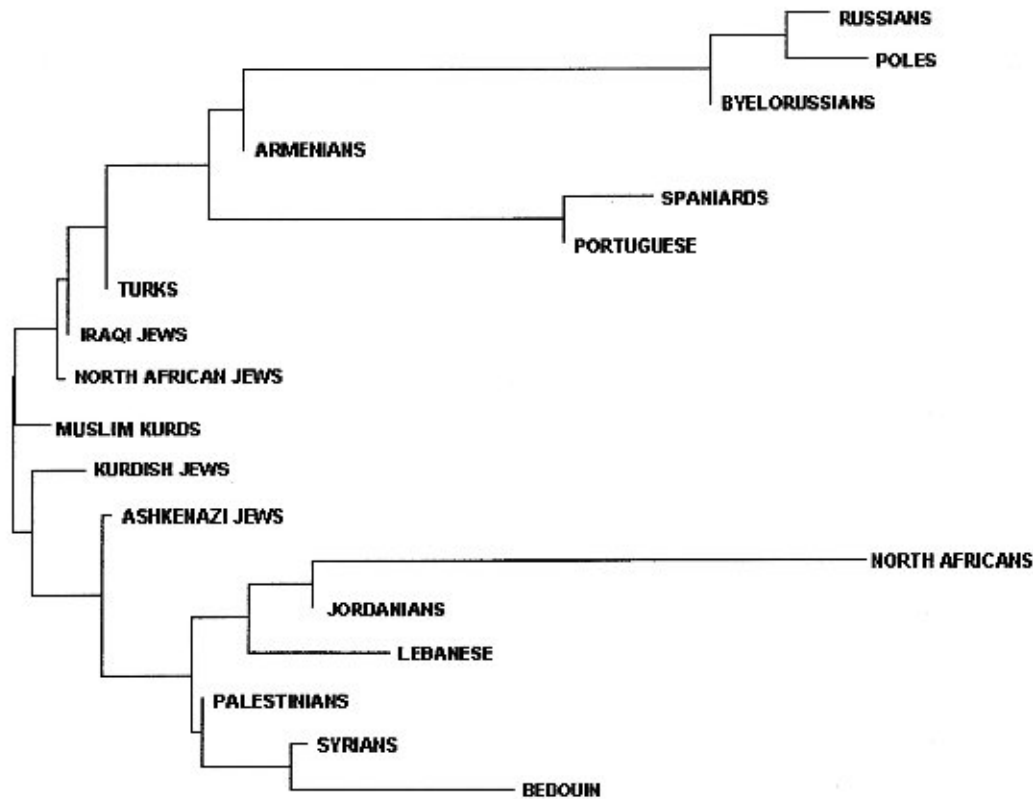 RUSSIANS
POLES
BYELORUSSIANS
ARMENIANS
SPANIARDS
PORTUGUESE
TURKS
IRAQI JEWS
NORTH AFRICAN JEWS
MUSLIM KURDS
KURDISH JEWS
ASHKENAZI JEWS
NORTH AFRICANS
JORDANIANS
LEBANESE
PALESTINIANS
SYRIANS
BEDOUIN